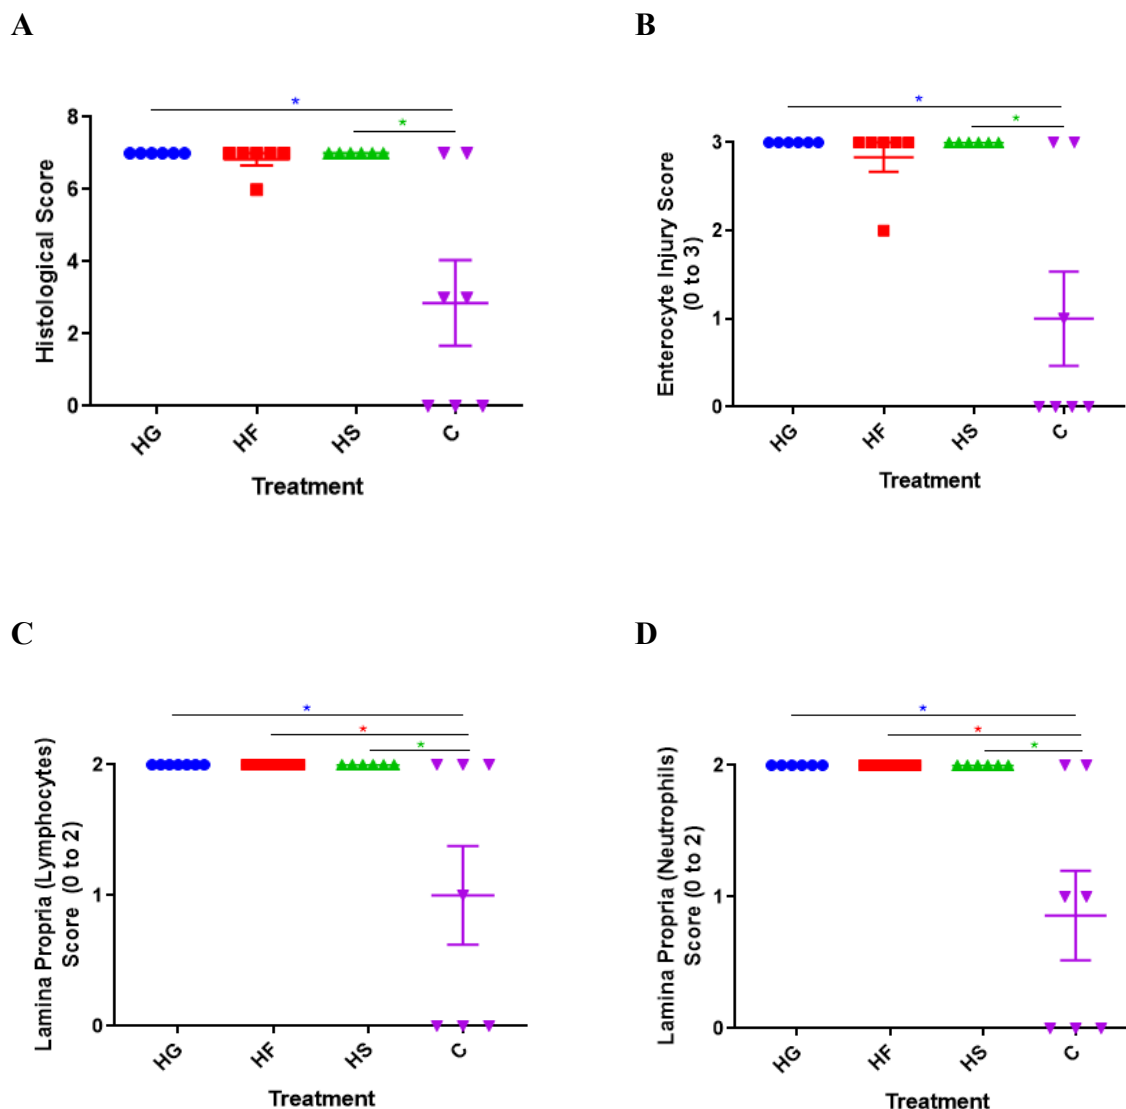 A
*
*
Histological Score
8
6
4
2
0
HG
HF
HS
C
Treatment
B
*
*
Enterocyte Injury Score
(0 to 3)
3
2
1
0
HG
HF
HS
C
Treatment
C
*
*
*
Lamina Propria (Lymphocytes)
Score (0 to 2)
2
1
0
HG
HF
HS
C
Treatment
D
*
*
*
Lamina Propria (Neutrophils)
Score (0 to 2)
2
1
0
HG
HF
HS
C
Treatment